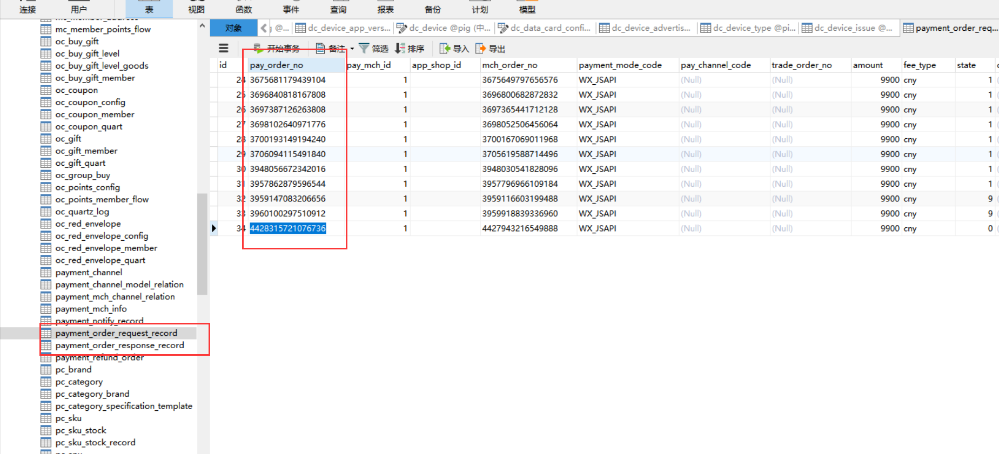 连接 用户 表 视图 函数 事件 查询 报表 备份 计划 模型
mc_member_points_flow
oc_buy_gift
oc_buy_gift_level
oc_buy_gift_level_goods
oc_buy_gift_member
oc_coupon
oc_coupon_config
oc_coupon_member
oc_coupon_quart
oc_gift
oc_gift_member
oc_gift_quart
oc_group_buy
oc_points_config
oc_points_member_flow
oc_quartz_log
oc_red_envelope
oc_red_envelope_config
oc_red_envelope_member
oc_red_envelope_quart
payment_channel
payment_channel_model_relation
payment_mch_channel_relation
payment_mch_info
payment_notify_record
payment_order_request_record
payment_order_response_record
payment_refund_order
pc_brand
pc_category
pc_category_brand
pc_category_specification_template
pc_sku
pc_sku_stock
pc_sku_stock_record
对象 @... dc_device_app_vers... dc_device @pig (中... dc_data_card_confi... dc_device_advertis... dc_device_type @pi... dc_device_issue @... payment_order_req...
开始事务 备注 筛选 排序 导入 导出
id pay_order_no pay_mch_id app_shop_id mch_order_no payment_mode_code pay_channel_code trade_order_no amount fee_type state
24 3675681179439104 1 3675649797656576 WX_JSAPI (Null) (Null) 9900 cny 1
25 3696840818167808 1 3696800682872832 WX_JSAPI (Null) (Null) 9900 cny 1
26 3697387126263808 1 3697365441712128 WX_JSAPI (Null) (Null) 9900 cny 1
27 3698102640971776 1 3698052506456064 WX_JSAPI (Null) (Null) 9900 cny 1
28 3700193149194240 1 3700167069011968 WX_JSAPI (Null) (Null) 9900 cny 1
29 3706094115491840 1 3705619588714496 WX_JSAPI (Null) (Null) 9900 cny 1
30 3948056672342016 1 3948030541828096 WX_JSAPI (Null) (Null) 9900 cny 1
31 3957862879596544 1 3957796966109184 WX_JSAPI (Null) (Null) 9900 cny 1
32 3959147083206656 1 3959116603199488 WX_JSAPI (Null) (Null) 9900 cny 9
33 3960100297510912 1 3959918839336960 WX_JSAPI (Null) (Null) 9900 cny 9
34 4428315721076736 1 4427943216549888 WX_JSAPI (Null) (Null) 9900 cny 0